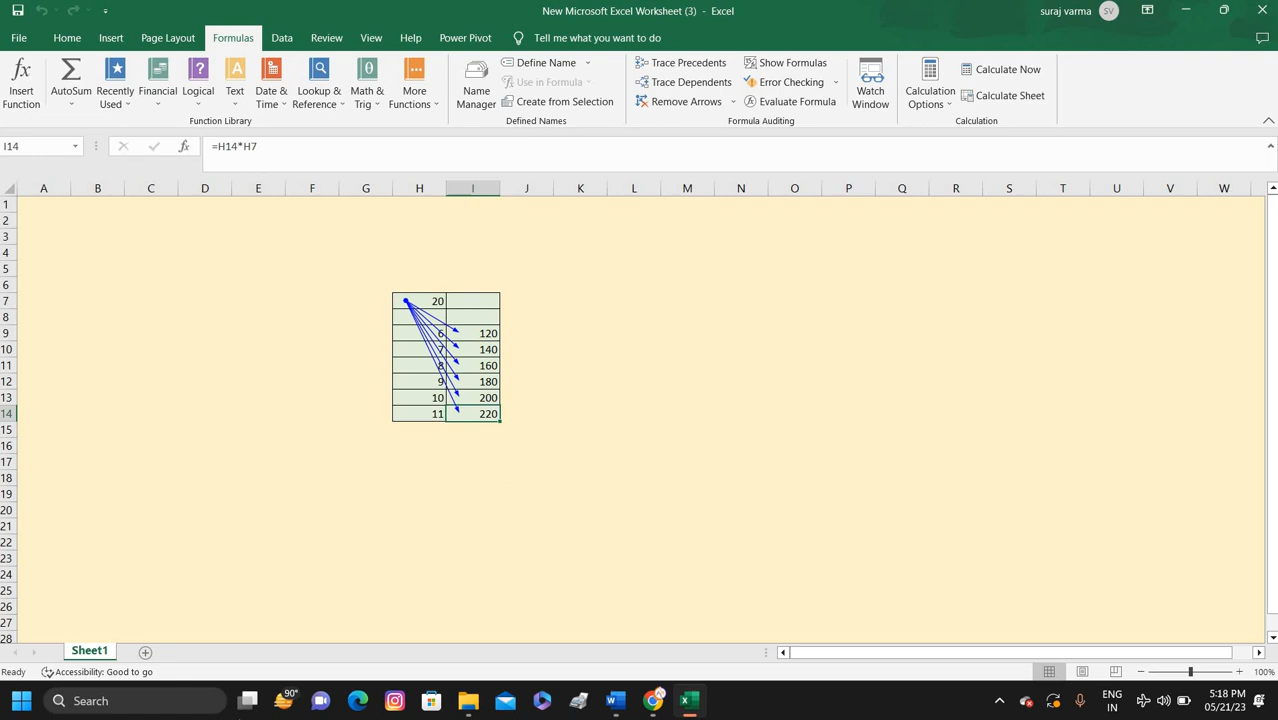 New Microsoft Excel Worksheet (3) - Excel
suraj varma SV
File Home Insert Page Layout Formulas Data Review View Help Power Pivot Tell me what you want to do
Insert Function
AutoSum
Recently Used
Financial
Logical
Text
Date & Time
Lookup & Reference
Math & Trig
More Functions
Function Library
Name Manager
Define Name
Use in Formula
Create from Selection
Defined Names
Trace Precedents
Trace Dependents
Remove Arrows
Show Formulas
Error Checking
Evaluate Formula
Formula Auditing
Watch Window
Calculation Options
Calculate Now
Calculate Sheet
Calculation
I14 fx =H14*H7
A B C D E F G H I J K L M N O P Q R S T U V W
1
2
3
4
5
6
7 20
8
9 6 120
10 7 140
11 8 160
12 9 180
13 10 200
14 11 220
15
16
17
18
19
20
21
22
23
24
25
26
27
28
Sheet1
Ready Accessibility: Good to go 100%
Search 90° ENG IN 5:18 PM 05/21/23